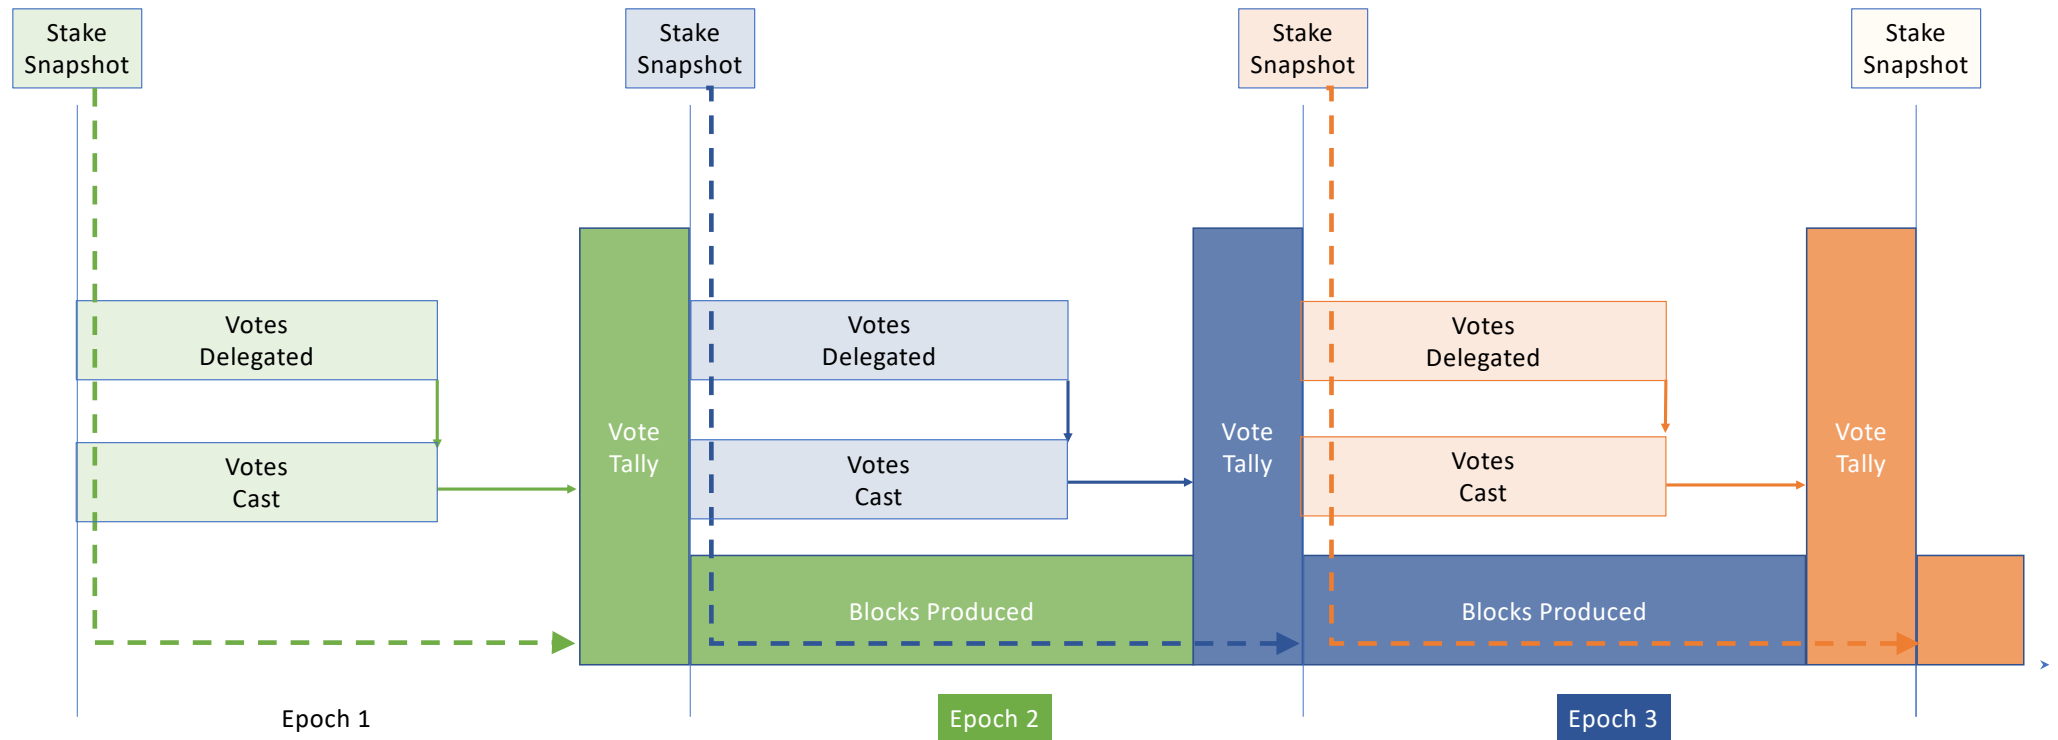 Stake
Snapshot
Stake
Snapshot
Stake
Snapshot
Stake
Snapshot
Votes
Delegated
Votes
Delegated
Votes
Delegated
Vote
Tally
Vote
Tally
Vote
Tally
Votes
Cast
Votes
Cast
Votes
Cast
Blocks Produced
Blocks Produced
Epoch 1
Epoch 2
Epoch 3